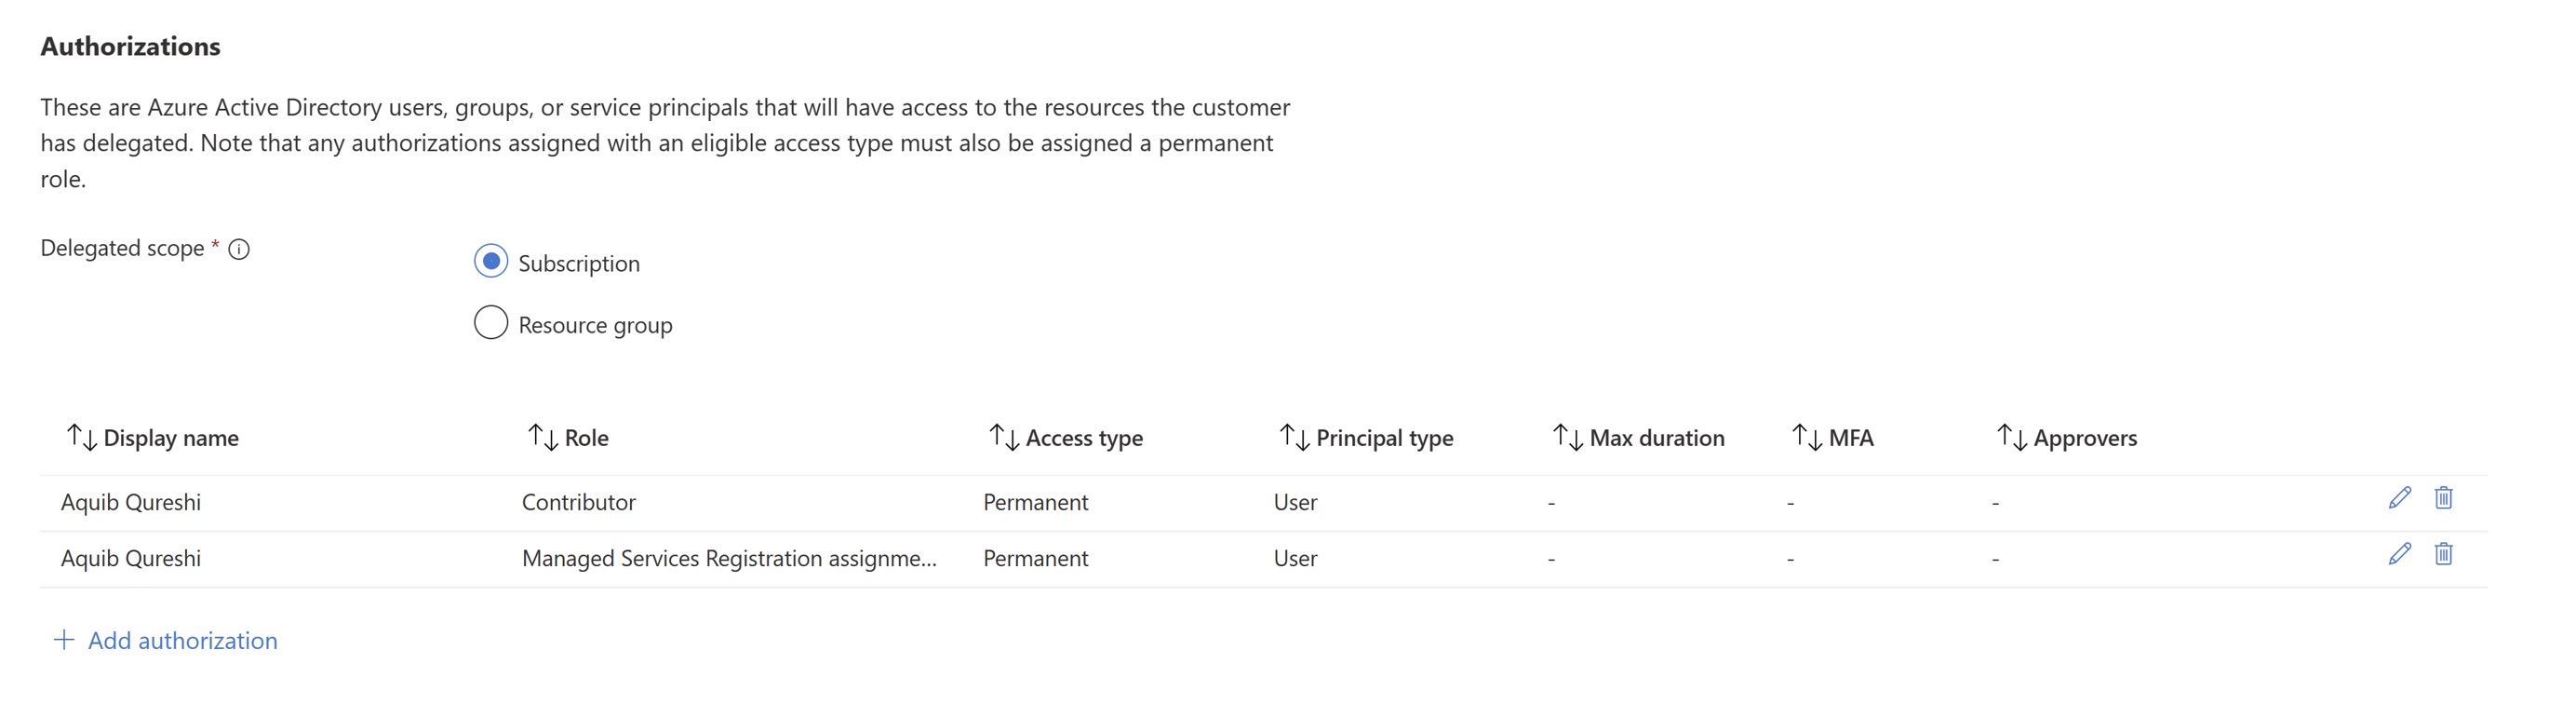 Authorizations
These are Azure Active Directory users, groups, or service principals that will have access to the resources the customer
has delegated. Note that any authorizations assigned with an eligible access type must also be assigned a permanent
role.
Delegated scope *
Subscription
Resource group
Display name Role Access type Principal type Max duration MFA Approvers
Aquib Qureshi Contributor Permanent User - - -
Aquib Qureshi Managed Services Registration assignme... Permanent User - - -
+ Add authorization